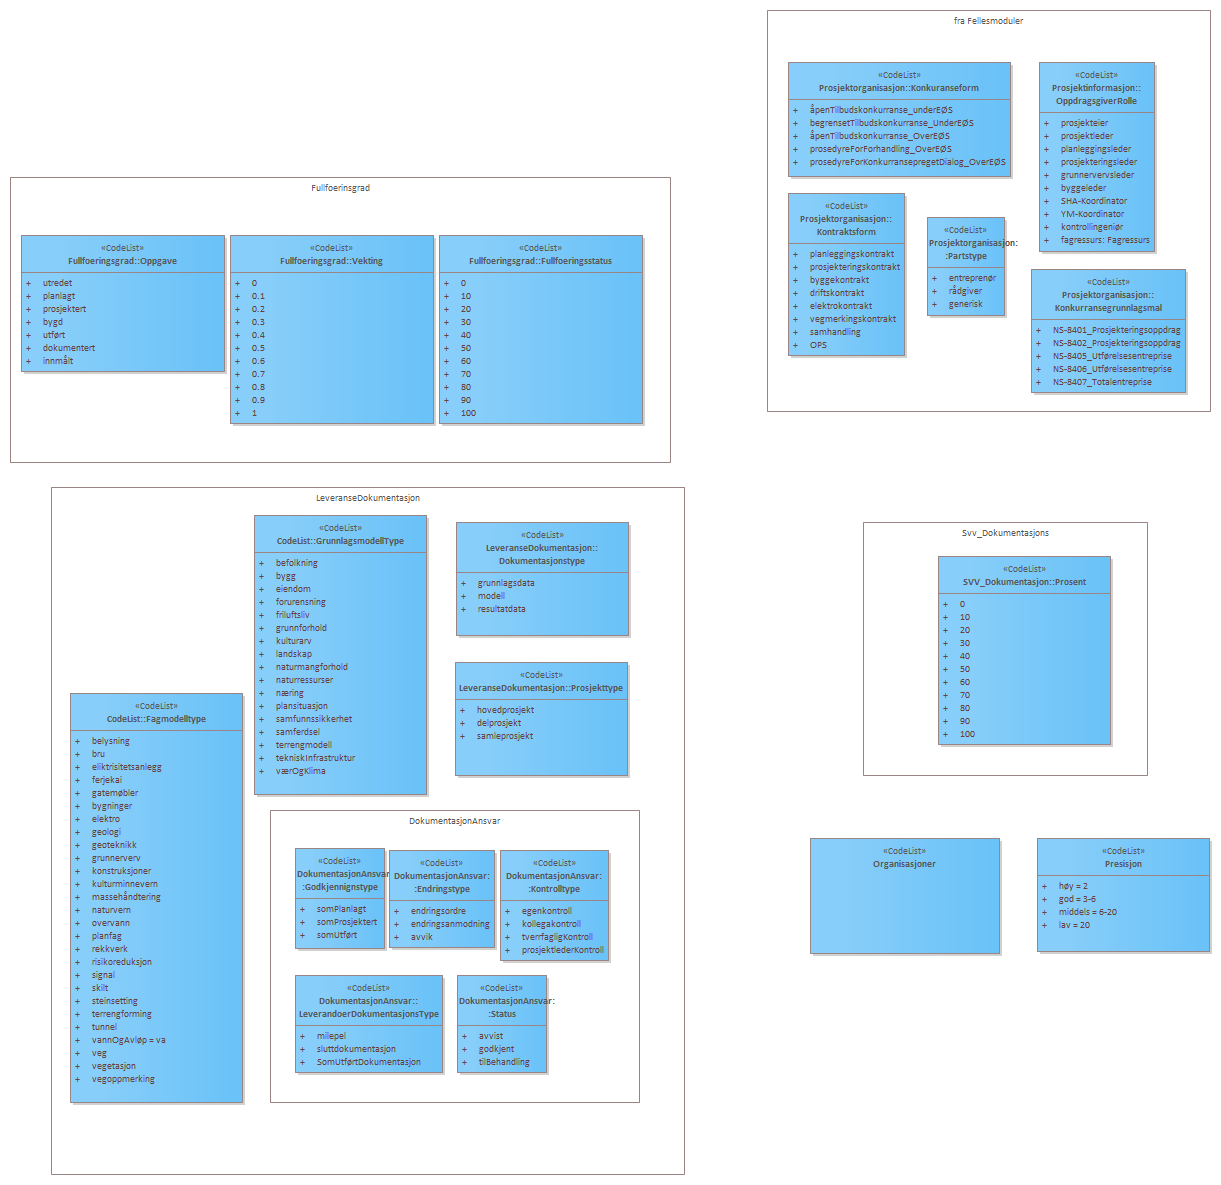 fra Fellesmoduler
«CodeList»
Prosjektorganisasjon::Konkuranseform
+ åpenTilbudskonkurranse_underEØS
+ begrensetTilbudskonkurranse_UnderEØS
+ åpenTilbudskonkurranse_OverEØS
+ prosedyreForForhandling_OverEØS
+ prosedyreForKonkurransepregetDialog_OverEØS
«CodeList»
Prosjektinformasjon::
OppdragsgiverRolle
+ prosjekteier
+ prosjektleder
+ planleggingsleder
+ prosjekteringsleder
+ grunnervervsleder
+ byggeleder
+ SHA-Koordinator
+ YM-Koordinator
+ kontrollingeniør
+ fagressurs: Fagressurs
«CodeList»
Prosjektorganisasjon::
Kontraktsform
+ planleggingskontrakt
+ prosjekteringskontrakt
+ byggekontrakt
+ driftskontrakt
+ elektrokontrakt
+ vegmerkingskontrakt
+ samhandling
+ OPS
«CodeList»
Prosjektorganisasjon:
:Partstype
+ entreprenør
+ rådgiver
+ generisk
«CodeList»
Prosjektorganisasjon::
Konkurransegrunnlagsmal
+ NS-8401_Prosjekteringsoppdrag
+ NS-8402_Prosjekteringsoppdrag
+ NS-8405_Utførelsesentreprise
+ NS-8406_Utførelsesentreprise
+ NS-8407_Totalentreprise
Fullfoerinsgrad
«CodeList»
Fullfoeringsgrad::Oppgave
+ utredet
+ planlagt
+ prosjektert
+ bygd
+ utført
+ dokumentert
+ innmålt
«CodeList»
Fullfoeringsgrad::Vekting
+ 0
+ 0.1
+ 0.2
+ 0.3
+ 0.4
+ 0.5
+ 0.6
+ 0.7
+ 0.8
+ 0.9
+ 1
«CodeList»
Fullfoeringsgrad::Fullfoeringsstatus
+ 0
+ 10
+ 20
+ 30
+ 40
+ 50
+ 60
+ 70
+ 80
+ 90
+ 100
LeveranseDokumentasjon
«CodeList»
CodeList::GrunnlagsmodellType
+ befolkning
+ bygg
+ eiendom
+ forurensning
+ friluftsliv
+ grunnforhold
+ kulturarv
+ landskap
+ naturmangforhold
+ naturressurser
+ næring
+ plansituasjon
+ samfunnssikkerhet
+ samferdsel
+ terrengmodell
+ tekniskInfrastruktur
+ værOgKlima
«CodeList»
LeveranseDokumentasjon::
Dokumentasjonstype
+ grunnlagsdata
+ modell
+ resultatdata
«CodeList»
LeveranseDokumentasjon::Prosjekttype
+ hovedprosjekt
+ delprosjekt
+ samleprosjekt
«CodeList»
CodeList::Fagmodelltype
+ belysning
+ bru
+ eliktrisitetsanlegg
+ ferjekai
+ gatemøbler
+ bygninger
+ elektro
+ geologi
+ geoteknikk
+ grunnerverv
+ konstruksjoner
+ kulturminnevern
+ massehåndtering
+ naturvern
+ overvann
+ planfag
+ rekkverk
+ risikoreduksjon
+ signal
+ skilt
+ steinsetting
+ terrengforming
+ tunnel
+ vannOgAvløp = va
+ veg
+ vegetasjon
+ vegoppmerking
DokumentasjonAnsvar
«CodeList»
DokumentasjonAnsvar
:Godkjennignstype
+ somPlanlagt
+ somProsjektert
+ somUtført
«CodeList»
DokumentasjonAnsvar:
:Endringstype
+ endringsordre
+ endringsanmodning
+ avvik
«CodeList»
DokumentasjonAnsvar:
:Kontrolltype
+ egenkontroll
+ kollegakontroll
+ tverrfagligKontroll
+ prosjektlederKontroll
«CodeList»
DokumentasjonAnsvar::
LeverandoerDokumentasjonsType
+ milepel
+ sluttdokumentasjon
+ SomUtførtDokumentasjon
«CodeList»
DokumentasjonAnsvar:
:Status
+ avvist
+ godkjent
+ tilBehandling
Svv_Dokumentasjons
«CodeList»
SVV_Dokumentasjon::Prosent
+ 0
+ 10
+ 20
+ 30
+ 40
+ 50
+ 60
+ 70
+ 80
+ 90
+ 100
«CodeList»
Organisasjoner
«CodeList»
Presisjon
+ høy = 2
+ god = 3-6
+ middels = 6-20
+ lav = 20